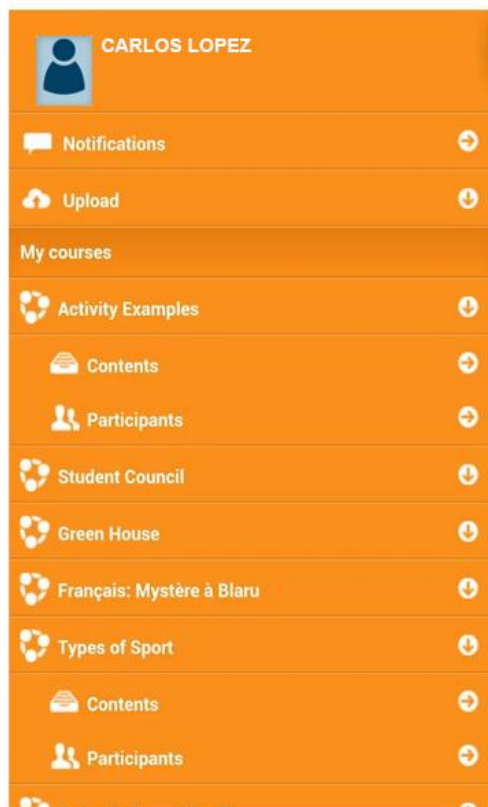 CARLOS LOPEZ
Notifications
Upload
My courses
Activity Examples
Contents
Participants
Student Council
Green House
Français: Mystère à Blaru
Types of Sport
Contents
Participants